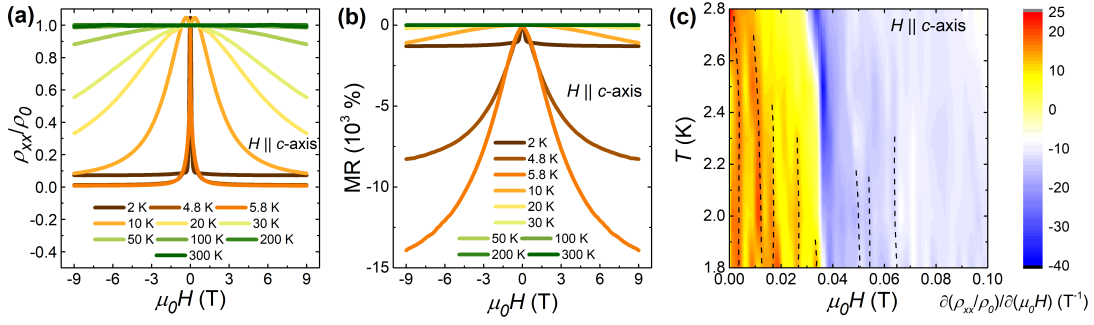 (a)
1.0
0.8
0.6
0.4
0.2
0.0
0.2
0.4
ρxx/ρ0
H || c-axis
2 K 4.8 K 5.8 K
10 K 20 K 30 K
50 K 100 K 200 K
300 K
-9 -6 -3 0 3 6 9
μ0H (T)
(b)
0
−5
−10
−15
MR (10³ %)
H || c-axis
2 K
4.8 K
5.8 K
10 K
20 K
30 K
50 K 100 K
200 K 300 K
-9 -6 -3 0 3 6 9
μ0H (T)
(c)
2.8
2.6
2.4
2.2
2.0
1.8
T (K)
H || c-axis
0.00 0.02 0.04 0.06 0.08 0.10
μ0H (T)
25
20
10
0
-10
-20
-30
-40
∂(ρxx/ρ0)/∂(μ0H) (T⁻¹)